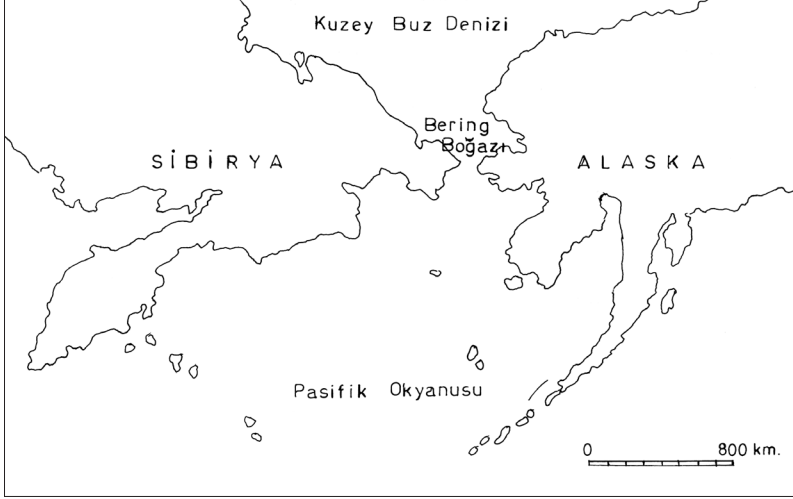 Kuzey Buz Denizi
Bering
Boğazı
SİBİRYA
ALASKA
Pasifik Okyanusu
0 800 km.